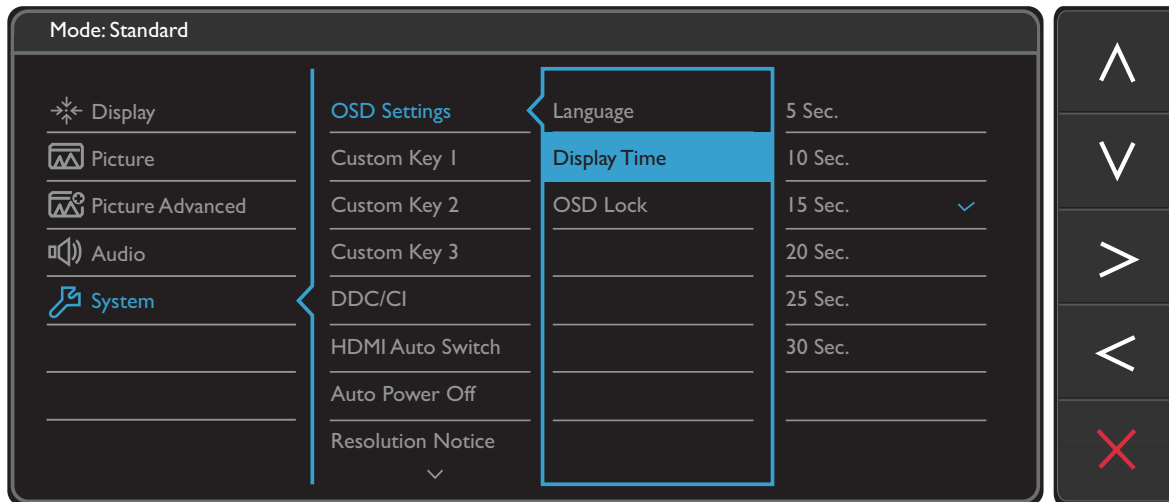 Mode: Standard
Display
Picture
Picture Advanced
Audio
System
OSD Settings
Custom Key 1
Custom Key 2
Custom Key 3
DDC/CI
HDMI Auto Switch
Auto Power Off
Resolution Notice
Language
Display Time
OSD Lock
5 Sec.
10 Sec.
15 Sec.
20 Sec.
25 Sec.
30 Sec.